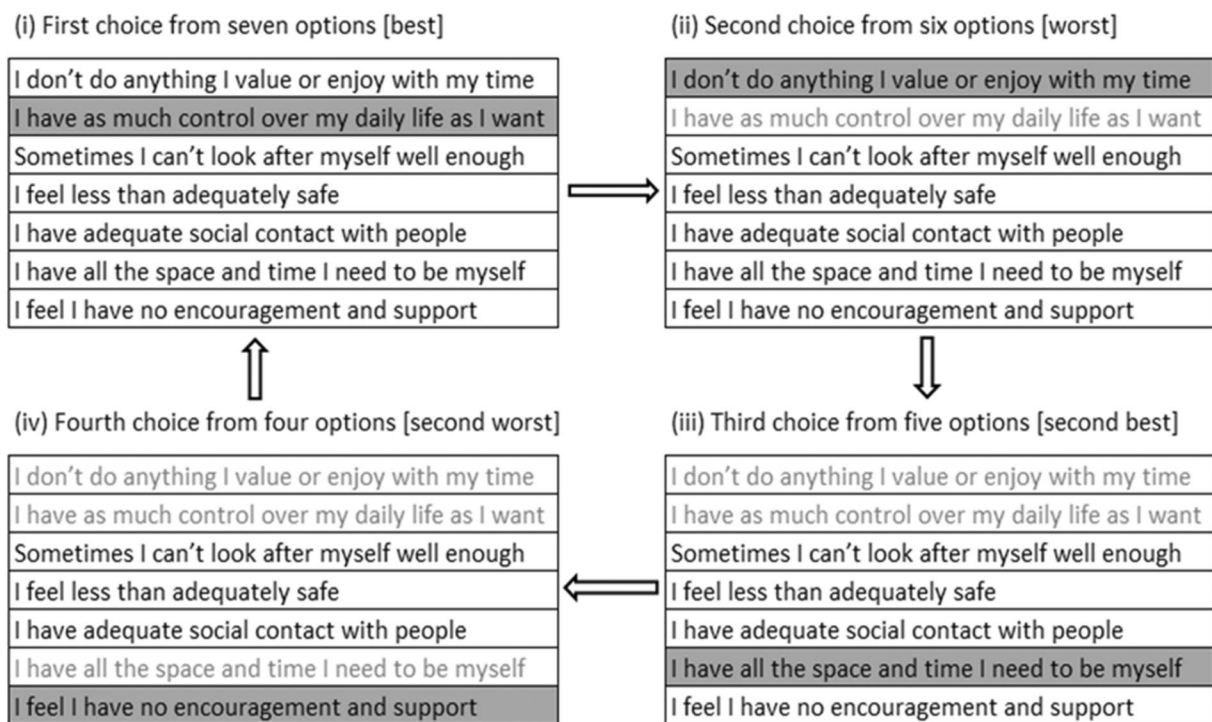 (i) First choice from seven options [best]
I don't do anything I value or enjoy with my time
I have as much control over my daily life as I want
Sometimes I can't look after myself well enough
I feel less than adequately safe
I have adequate social contact with people
I have all the space and time I need to be myself
I feel I have no encouragement and support
(ii) Second choice from six options [worst]
I don't do anything I value or enjoy with my time
I have as much control over my daily life as I want
Sometimes I can't look after myself well enough
I feel less than adequately safe
I have adequate social contact with people
I have all the space and time I need to be myself
I feel I have no encouragement and support
(iii) Third choice from five options [second best]
I don't do anything I value or enjoy with my time
I have as much control over my daily life as I want
Sometimes I can't look after myself well enough
I feel less than adequately safe
I have adequate social contact with people
I have all the space and time I need to be myself
I feel I have no encouragement and support
(iv) Fourth choice from four options [second worst]
I don't do anything I value or enjoy with my time
I have as much control over my daily life as I want
Sometimes I can't look after myself well enough
I feel less than adequately safe
I have adequate social contact with people
I have all the space and time I need to be myself
I feel I have no encouragement and support